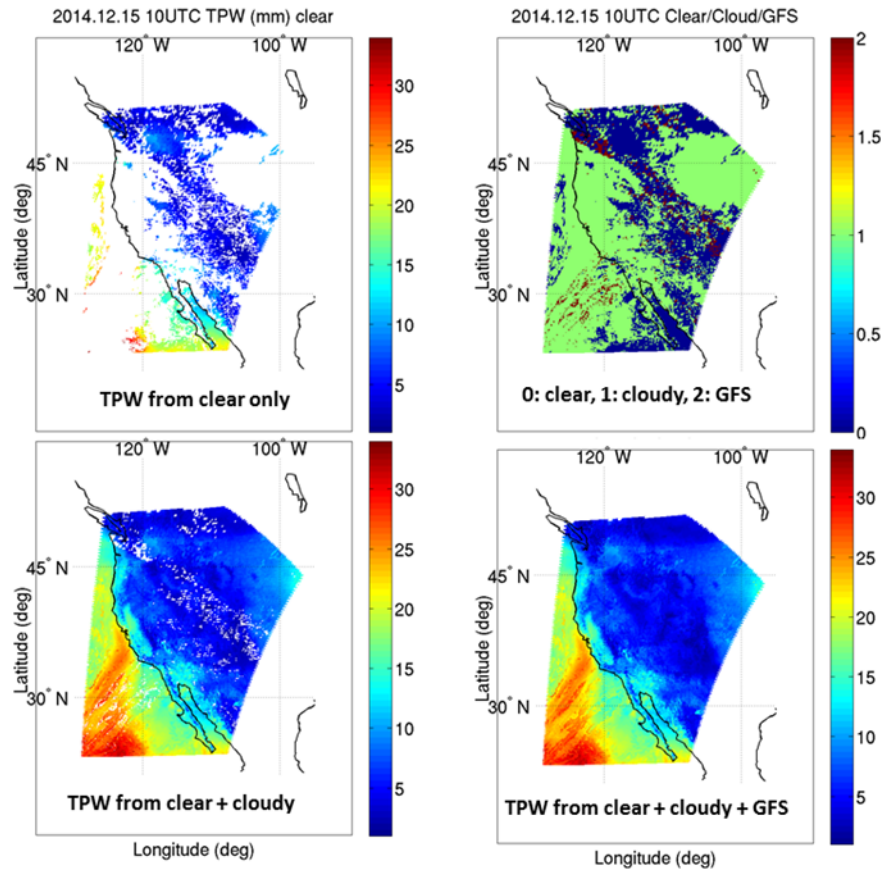 2014.12.15 10UTC TPW (mm) clear
120° W
100° W
45° N
30° N
Latitude (deg)
30
25
20
15
10
5
TPW from clear only
2014.12.15 10UTC Clear/Cloud/GFS
120° W
100° W
45° N
30° N
Latitude (deg)
2
1.5
1
0.5
0
0: clear, 1: cloudy, 2: GFS
120° W
100° W
45° N
30° N
Latitude (deg)
30
25
20
15
10
5
TPW from clear + cloudy
Longitude (deg)
120° W
100° W
45° N
30° N
Latitude (deg)
30
25
20
15
10
5
TPW from clear + cloudy + GFS
Longitude (deg)